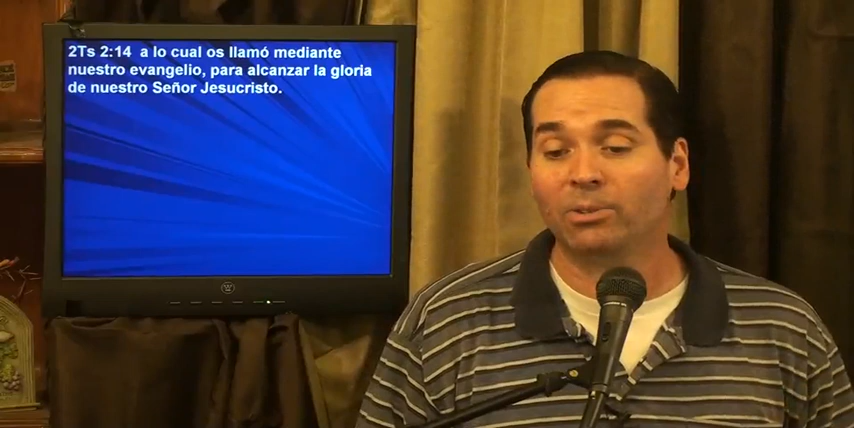 2Ts 2:14 a lo cual os llamó mediante
nuestro evangelio, para alcanzar la gloria
de nuestro Señor Jesucristo.